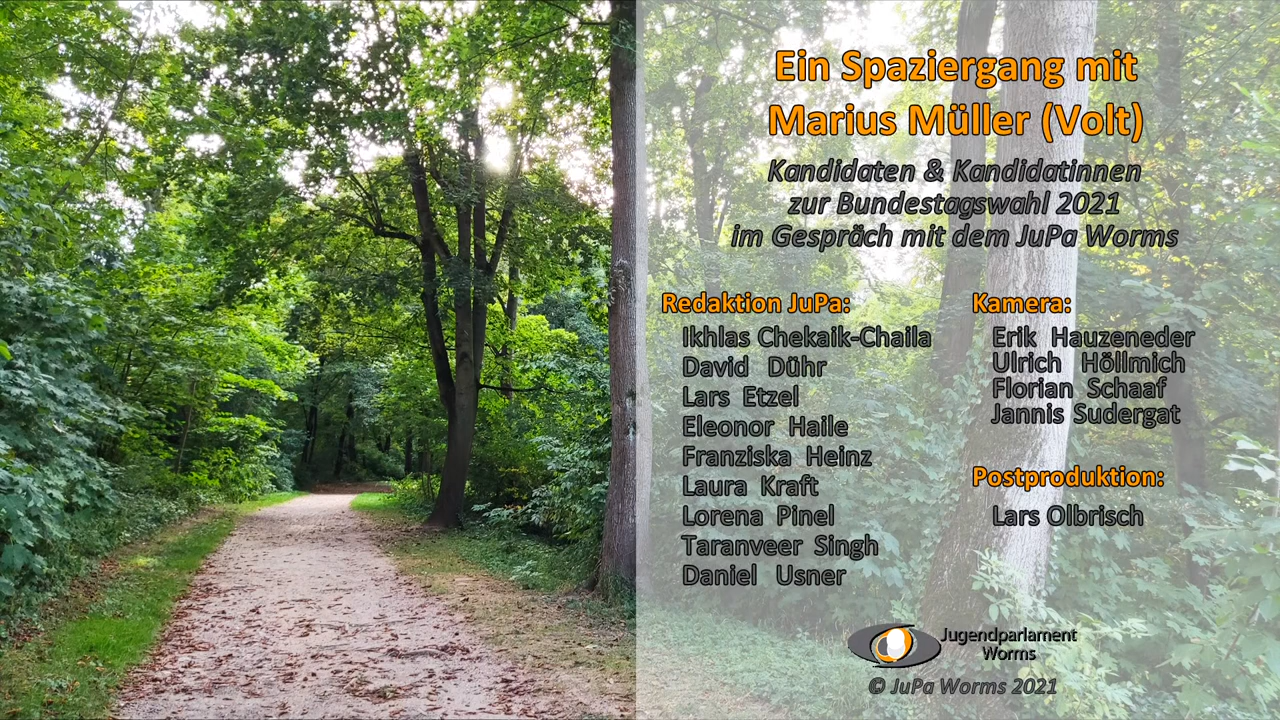 Ein Spaziergang mit
Marius Müller (Volt)
Kandidaten & Kandidatinnen
zur Bundestagswahl 2021
im Gespräch mit dem JuPa Worms
Redaktion JuPa:
Ikhlas Chekaik-Chaila
David Dühr
Lars Etzel
Eleonor Haile
Franziska Heinz
Laura Kraft
Lorena Pinel
Taranveer Singh
Daniel Usner
Kamera:
Erik Hauzeneder
Ulrich Höllmich
Florian Schaaf
Jannis Sudergat
Postproduktion:
Lars Olbrisch
Jugendparlament
Worms
© JuPa Worms 2021